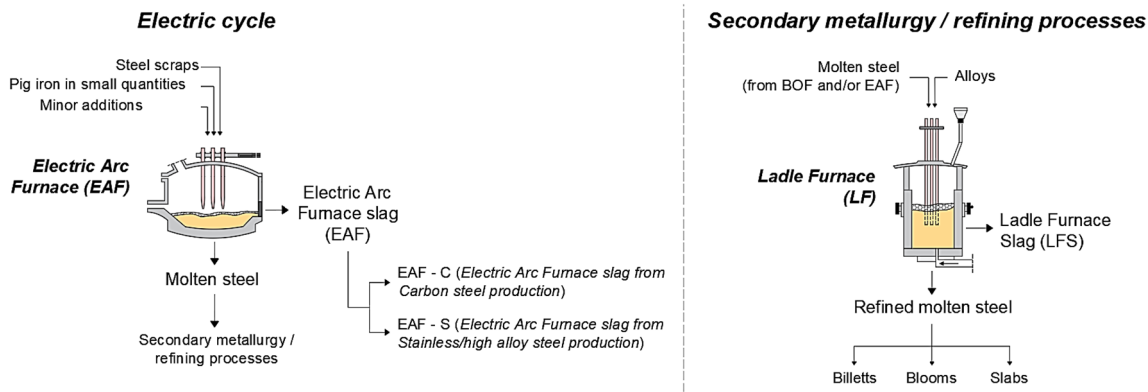 Electric cycle
Steel scraps
Pig iron in small quantities
Minor additions
Electric Arc
Furnace (EAF)
Electric Arc
Furnace slag
(EAF)
Molten steel
Secondary metallurgy /
refining processes
EAF - C (Electric Arc Furnace slag from
Carbon steel production)
EAF - S (Electric Arc Furnace slag from
Stainless/high alloy steel production)
Secondary metallurgy / refining processes
Molten steel
(from BOF and/or EAF)
Alloys
Ladle Furnace
(LF)
Ladle Furnace
Slag (LFS)
Refined molten steel
Billetts
Blooms
Slabs